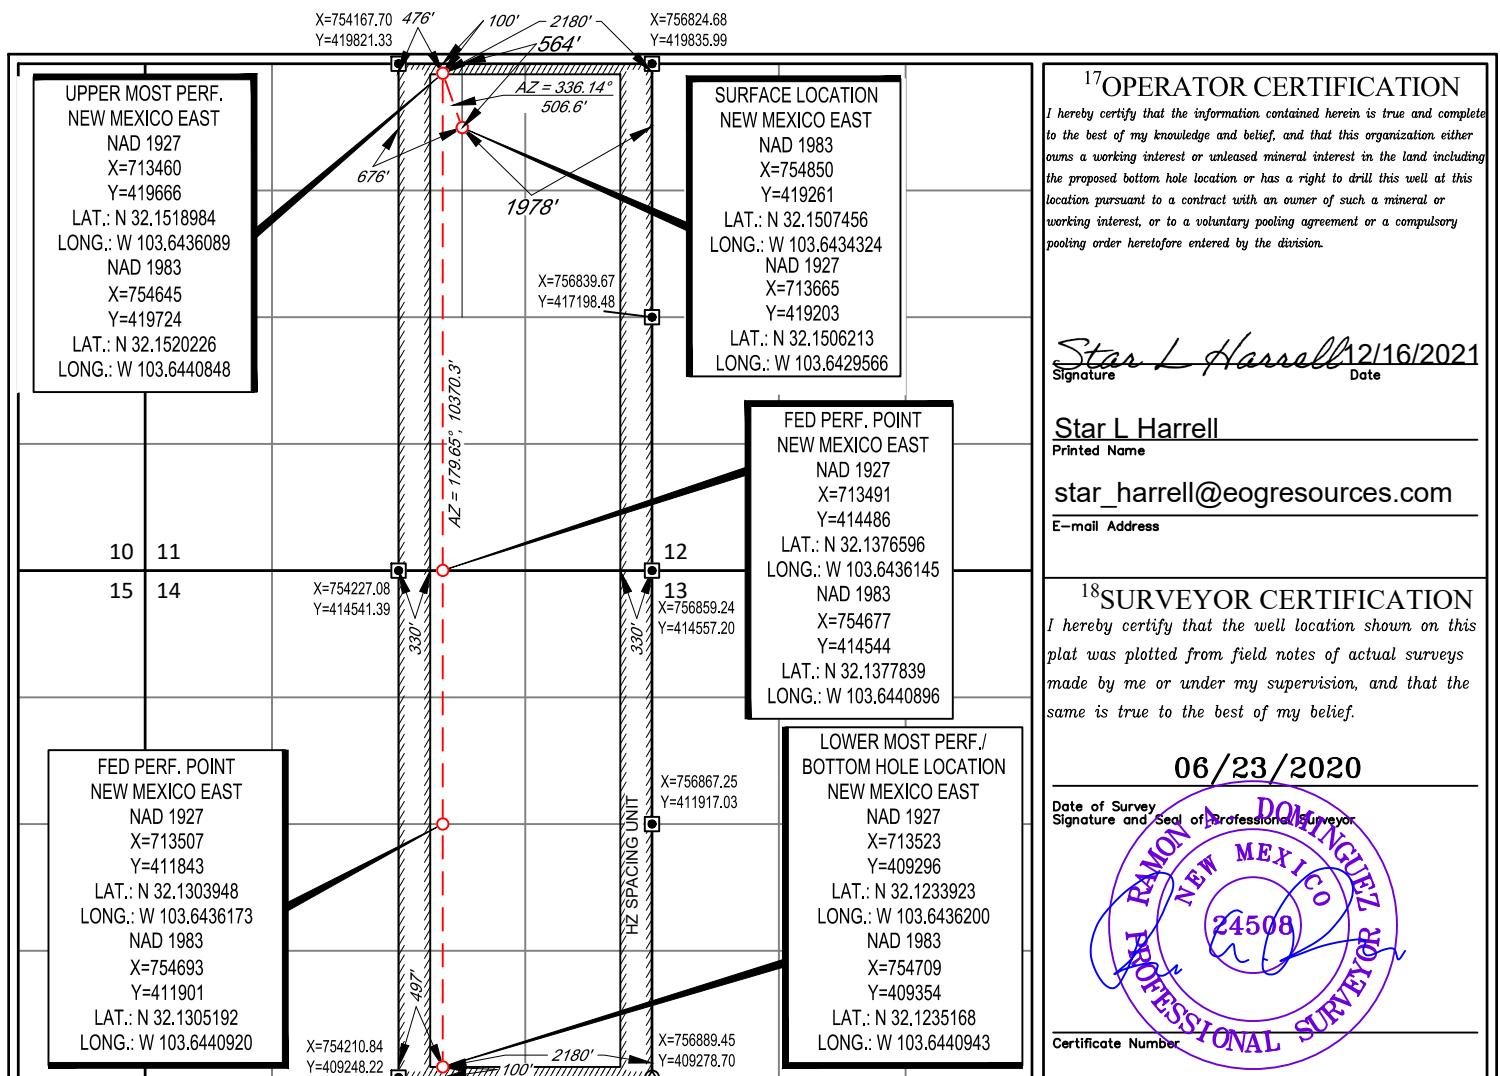 X=754167.70
Y=419821.33
476'
100'
2180'
564'
X=756824.68
Y=419835.99
UPPER MOST PERF.
NEW MEXICO EAST
NAD 1927
X=713460
Y=419666
LAT.: N 32.1518984
LONG.: W 103.6436089
NAD 1983
X=754645
Y=419724
LAT.: N 32.1520226
LONG.: W 103.6440848
AZ = 336.14°
506.6'
676'
1978'
SURFACE LOCATION
NEW MEXICO EAST
NAD 1983
X=754850
Y=419261
LAT.: N 32.1507456
LONG.: W 103.6434324
NAD 1927
X=713665
Y=419203
LAT.: N 32.1506213
LONG.: W 103.6429566
X=756839.67
Y=417198.48
AZ = 179.65°, 10370.3'
FED PERF. POINT
NEW MEXICO EAST
NAD 1927
X=713491
Y=414486
LAT.: N 32.1376596
LONG.: W 103.6436145
NAD 1983
X=754677
Y=414544
LAT.: N 32.1377839
LONG.: W 103.6440896
10 11
15 14
12
13
X=754227.08
Y=414541.39
330'
330'
X=756859.24
Y=414557.20
FED PERF. POINT
NEW MEXICO EAST
NAD 1927
X=713507
Y=411843
LAT.: N 32.1303948
LONG.: W 103.6436173
NAD 1983
X=754693
Y=411901
LAT.: N 32.1305192
LONG.: W 103.6440920
HZ SPACING UNIT
X=756867.25
Y=411917.03
LOWER MOST PERF./
BOTTOM HOLE LOCATION
NEW MEXICO EAST
NAD 1927
X=713523
Y=409296
LAT.: N 32.1233923
LONG.: W 103.6436200
NAD 1983
X=754709
Y=409354
LAT.: N 32.1235168
LONG.: W 103.6440943
497'
X=754210.84
Y=409248.22
2180'
100'
X=756889.45
Y=409278.70
17OPERATOR CERTIFICATION
I hereby certify that the information contained herein is true and complete
to the best of my knowledge and belief, and that this organization either
owns a working interest or unleased mineral interest in the land including
the proposed bottom hole location or has a right to drill this well at this
location pursuant to a contract with an owner of such a mineral or
working interest, or to a voluntary pooling agreement or a compulsory
pooling order heretofore entered by the division.
Star L Harrell 12/16/2021
Signature Date
Star L Harrell
Printed Name
star_harrell@eogresources.com
E-mail Address
18SURVEYOR CERTIFICATION
I hereby certify that the well location shown on this
plat was plotted from field notes of actual surveys
made by me or under my supervision, and that the
same is true to the best of my belief.
06/23/2020
Date of Survey
Signature and Seal of Professional Surveyor
RAMON A. DOMINGUEZ
NEW MEXICO
24508
PROFESSIONAL SURVEYOR
Certificate Number